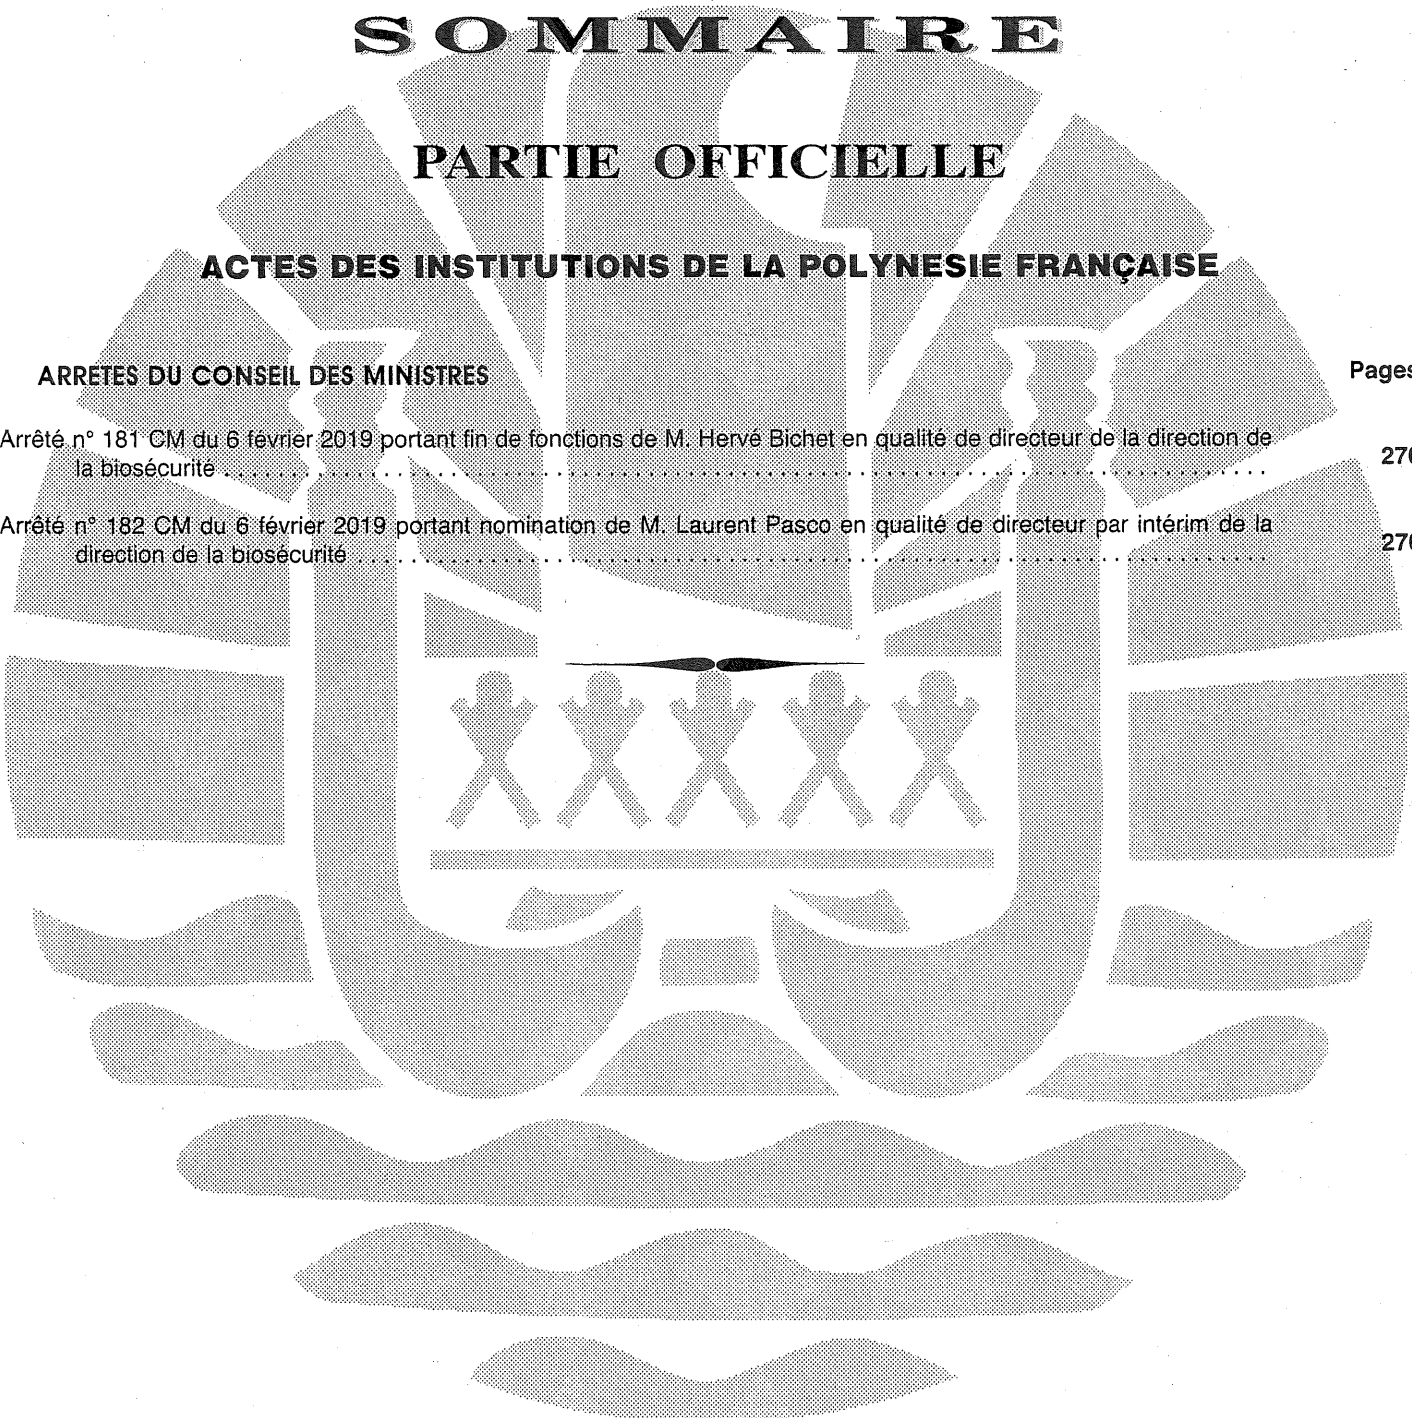 SOMMAIRE
PARTIE OFFICIELLE
ACTES DES INSTITUTIONS DE LA POLYNESIE FRANÇAISE
ARRETES DU CONSEIL DES MINISTRES
Pages
Arrêté n° 181 CM du 6 février 2019 portant fin de fonctions de M. Hervé Bichet en qualité de directeur de la direction de
la biosécurité . . . . . . . . . . . . . . . . . . . . . . . . . . . . . . . . . . . . . . . . . . . . . . . . . . . . . . . . . . . . . . . . . . . . . . . . . . . . . .
Arrêté n° 182 CM du 6 février 2019 portant nomination de M. Laurent Pasco en qualité de directeur par intérim de la
direction de la biosécurité . . . . . . . . . . . . . . . . . . . . . . . . . . . . . . . . . . . . . . . . . . . . . . . . . . . . . . . . . . . . . . . . . . . .